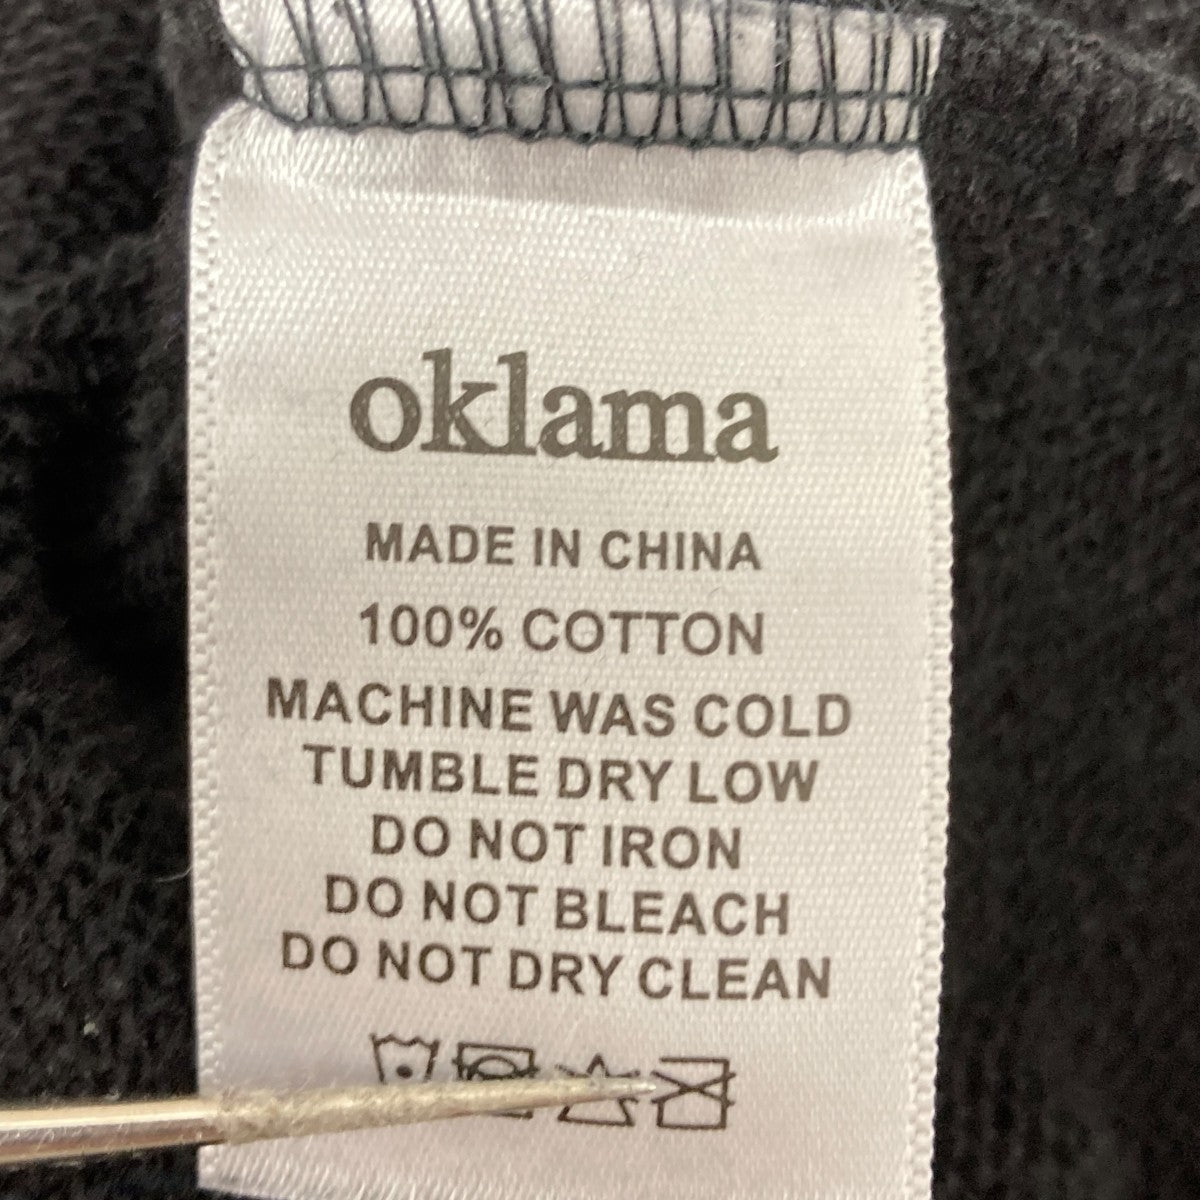 oklama
MADE IN CHINA
100% COTTON
MACHINE WAS COLD
TUMBLE DRY LOW
DO NOT IRON
DO NOT BLEACH
DO NOT DRY CLEAN